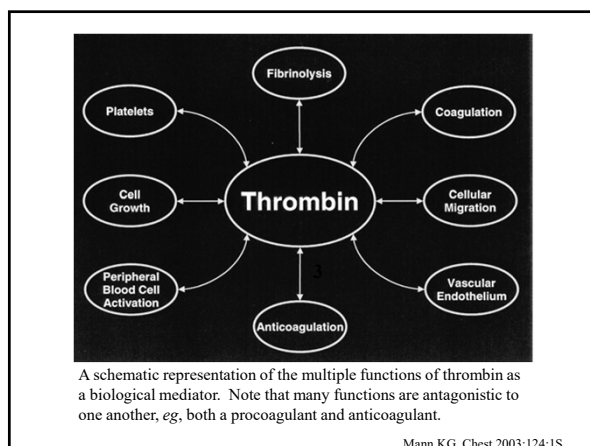 Fibrinolysis
Platelets
Coagulation
Cell
Growth
Thrombin
Cellular
Migration
Peripheral
Blood Cell
Activation
3
Vascular
Endothelium
Anticoagulation
A schematic representation of the multiple functions of thrombin as
a biological mediator. Note that many functions are antagonistic to
one another, eg, both a procoagulant and anticoagulant.
Mann KG. Chest 2003;124:1S